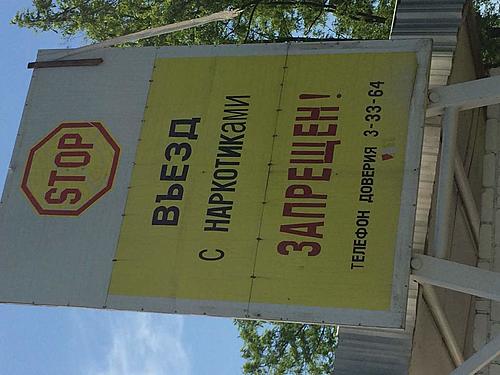 STOP
ВЪЕЗД
С НАРКОТИКАМИ
ЗАПРЕЩЕН!
ТЕЛЕФОН ДОВЕРИЯ 3-33-64